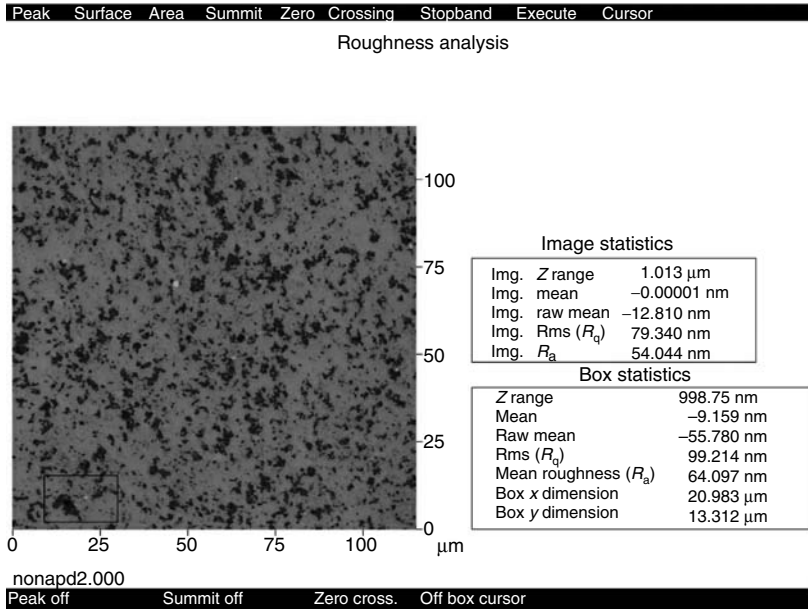 Peak Surface Area Summit Zero Crossing Stopband Execute Cursor
Roughness analysis
100
75
50
25
0
0 25 50 75 100 μm
Image statistics
Img. Z range 1.013 μm
Img. mean −0.00001 nm
Img. raw mean −12.810 nm
Img. Rms (Rq) 79.340 nm
Img. Ra 54.044 nm
Box statistics
Z range 998.75 nm
Mean −9.159 nm
Raw mean −55.780 nm
Rms (Rq) 99.214 nm
Mean roughness (Ra) 64.097 nm
Box x dimension 20.983 μm
Box y dimension 13.312 μm
nonapd2.000
Peak off Summit off Zero cross. Off box cursor